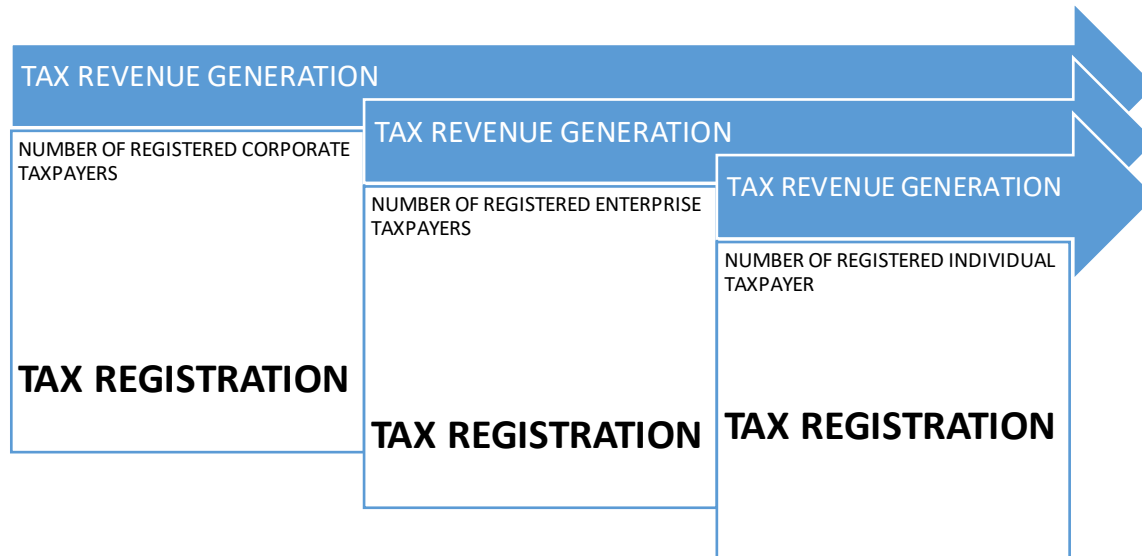 TAX REVENUE GENERATION
NUMBER OF REGISTERED CORPORATE
TAXPAYERS
TAX REGISTRATION
TAX REVENUE GENERATION
NUMBER OF REGISTERED ENTERPRISE
TAXPAYERS
TAX REGISTRATION
TAX REVENUE GENERATION
NUMBER OF REGISTERED INDIVIDUAL
TAXPAYER
TAX REGISTRATION